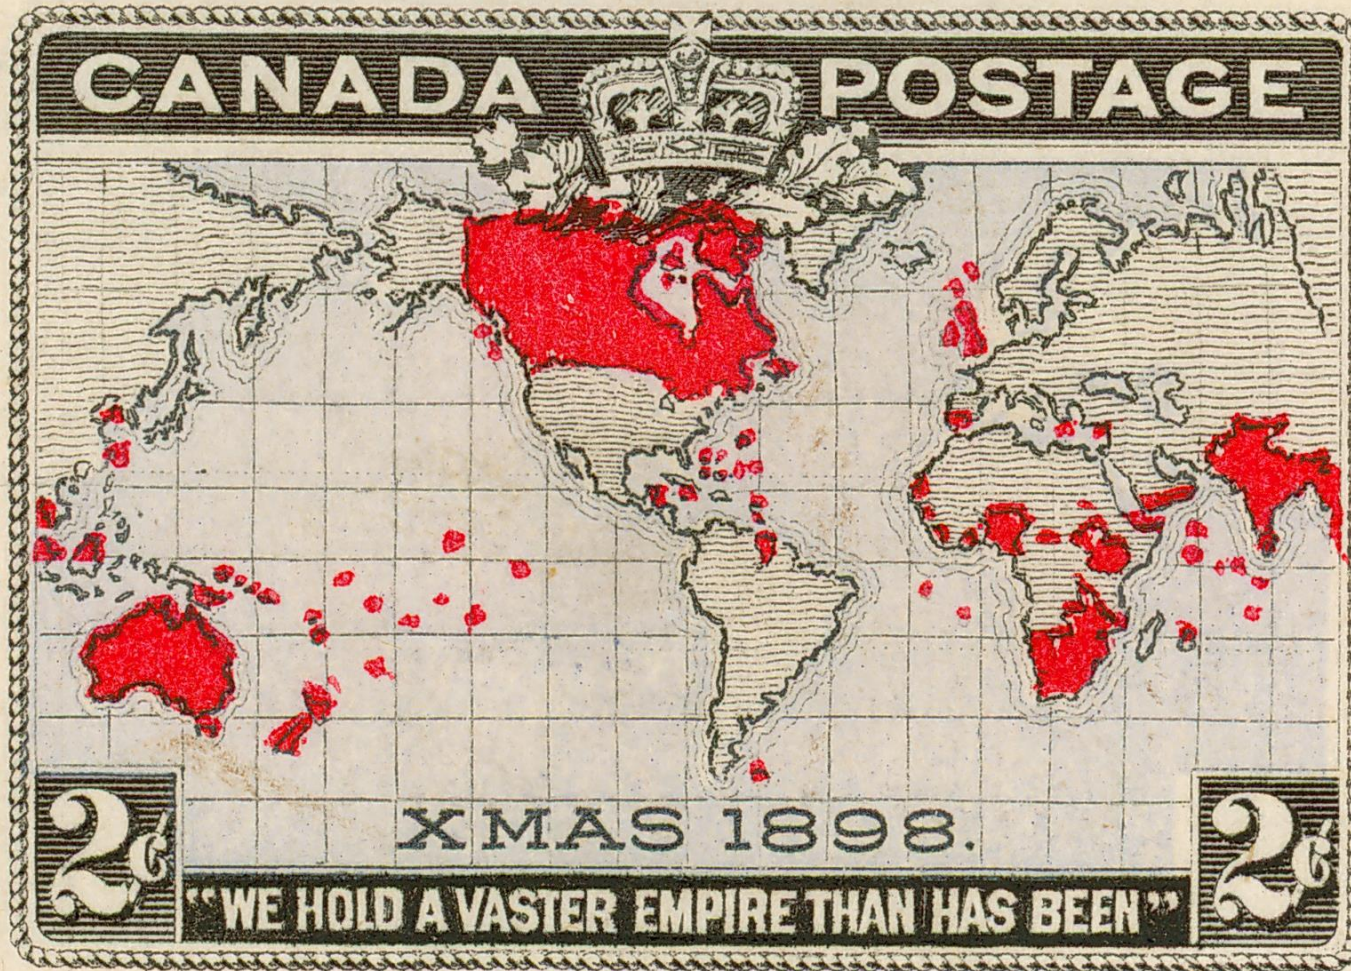 CANADA POSTAGE
XMAS 1898.
2¢ 2¢
"WE HOLD A VASTER EMPIRE THAN HAS BEEN"